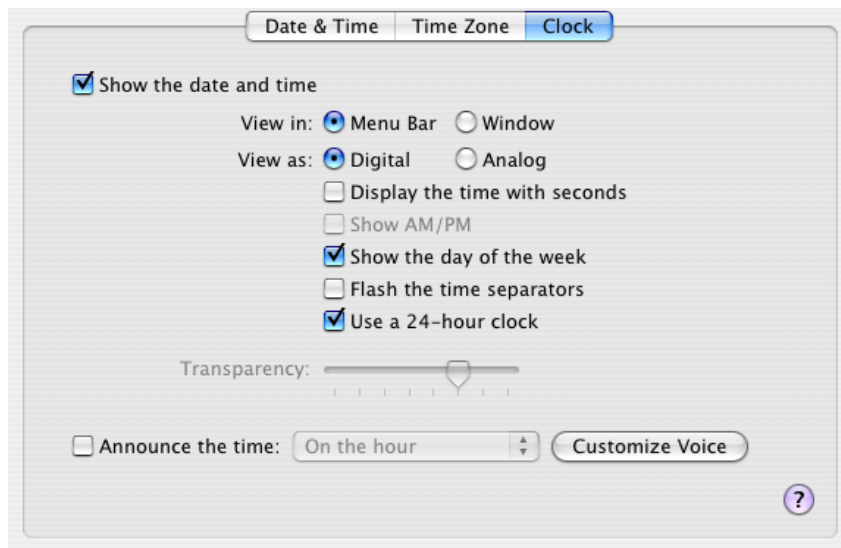 Date & Time Time Zone Clock
Show the date and time
View in: Menu Bar Window
View as: Digital Analog
Display the time with seconds
Show AM/PM
Show the day of the week
Flash the time separators
Use a 24-hour clock
Transparency:
Announce the time: On the hour Customize Voice
?